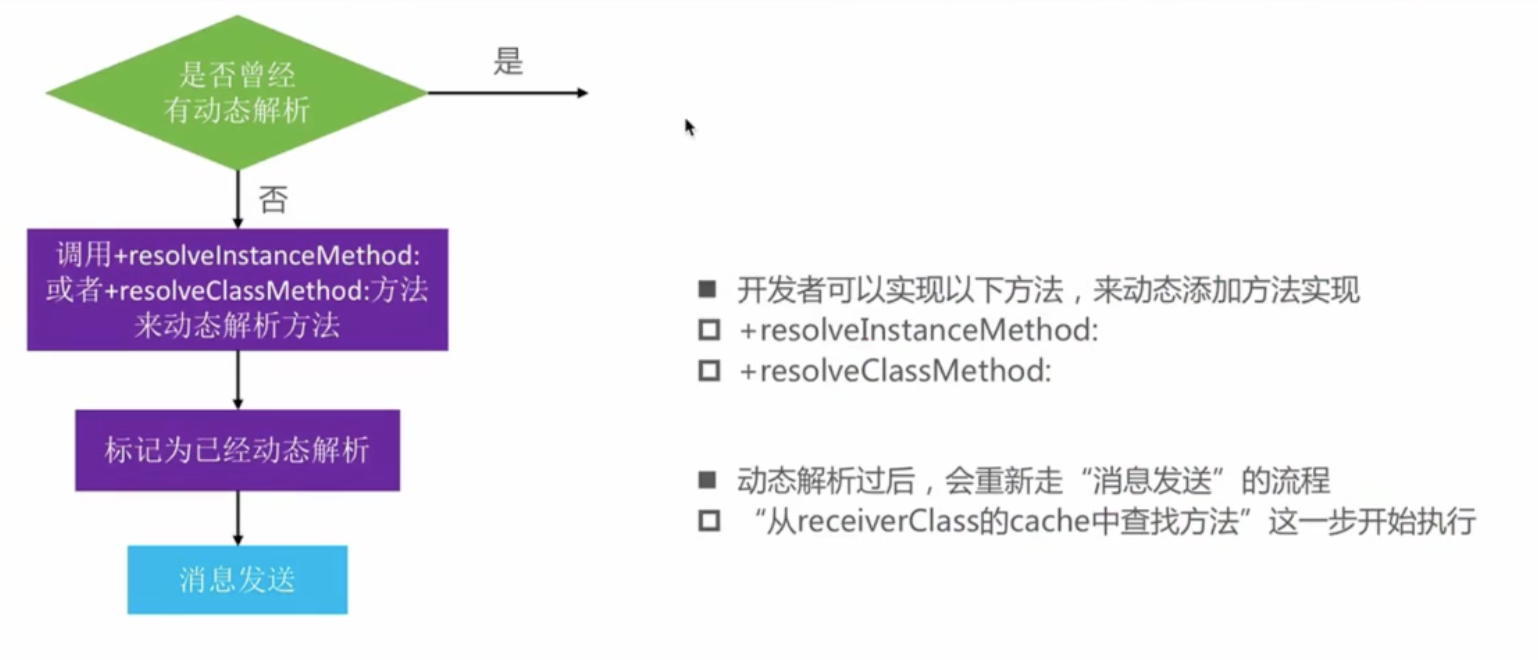 是否曾经
有动态解析
是
否
调用+resolveInstanceMethod:
或者+resolveClassMethod:方法
来动态解析方法
标记为已经动态解析
消息发送
开发者可以实现以下方法，来动态添加方法实现
+resolveInstanceMethod:
+resolveClassMethod:
动态解析过后，会重新走“消息发送”的流程
“从receiverClass的cache中查找方法”这一步开始执行